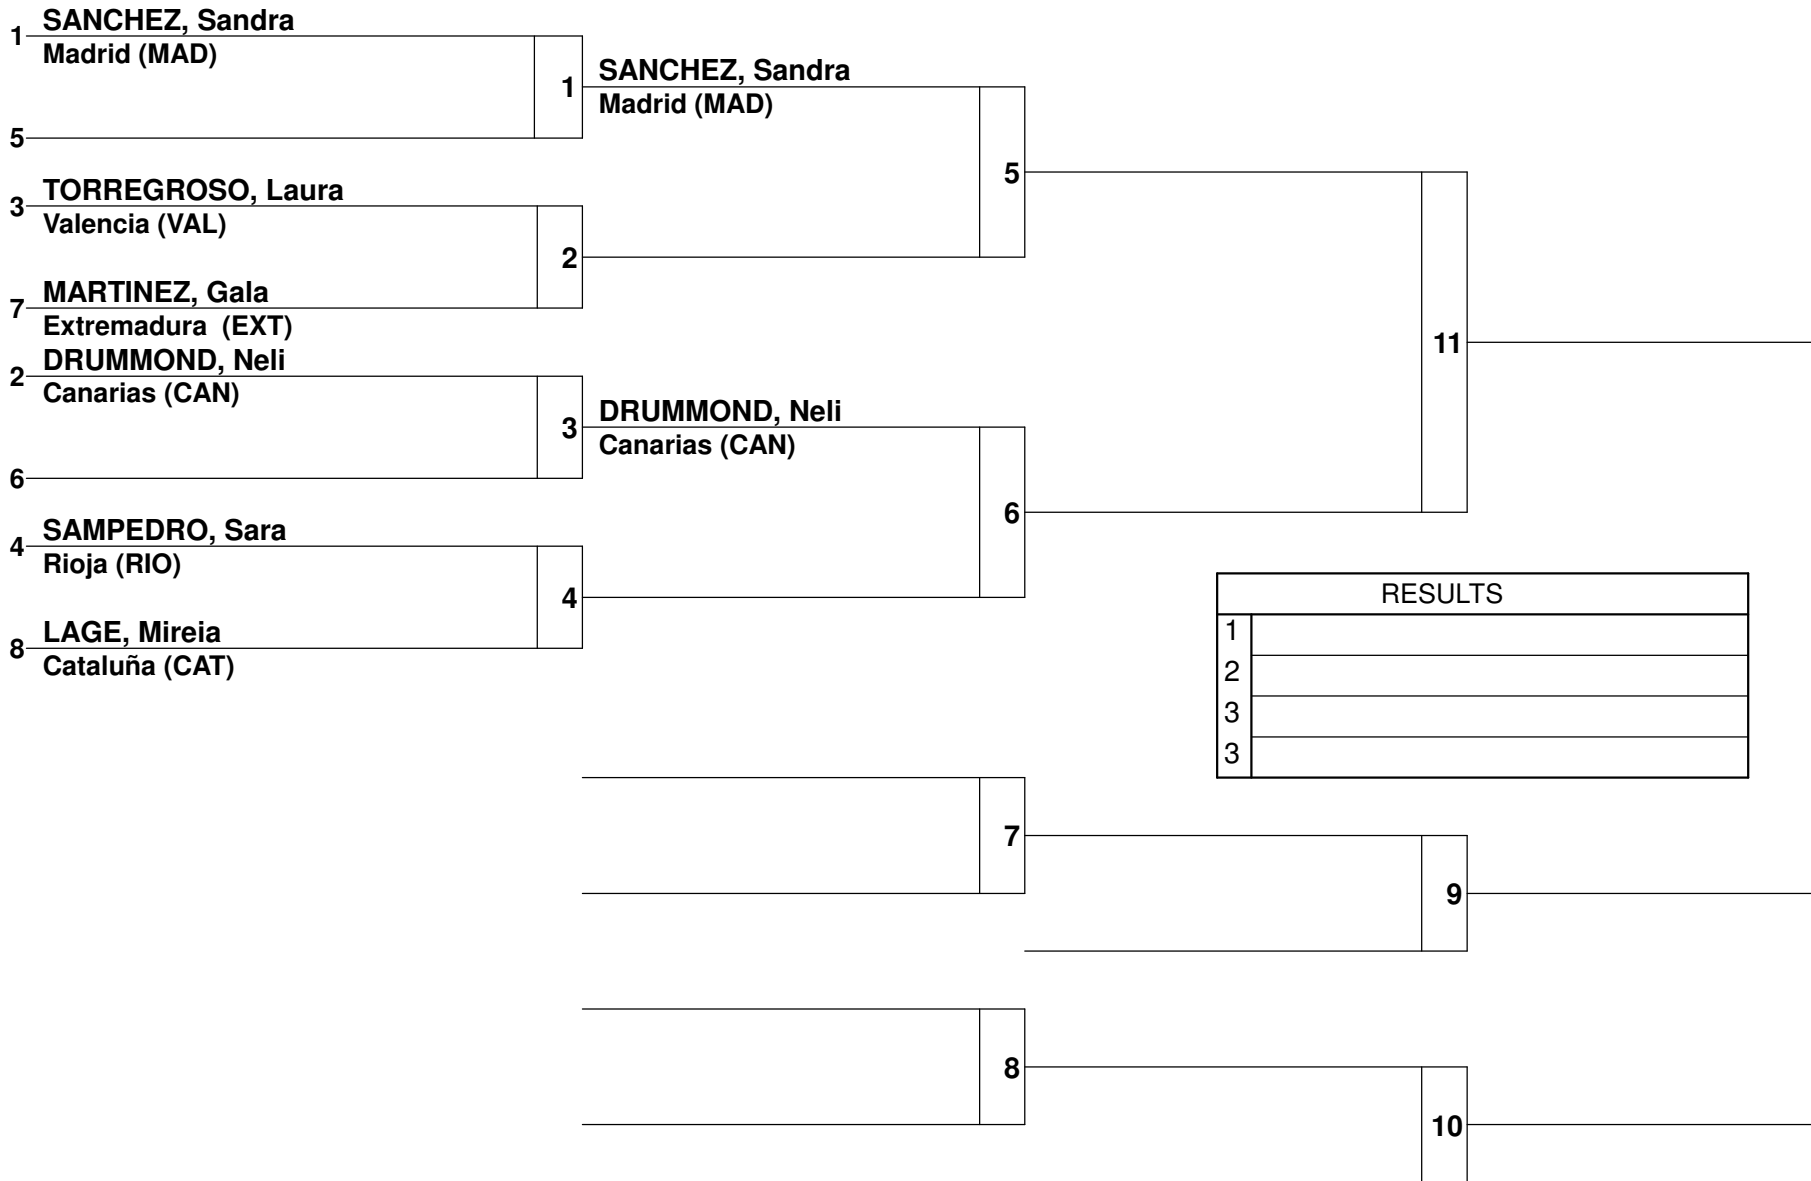 1
SANCHEZ, Sandra
Madrid (MAD)
5
1
SANCHEZ, Sandra
Madrid (MAD)
3
TORREGROSO, Laura
Valencia (VAL)
7
MARTINEZ, Gala
Extremadura  (EXT)
2
5
2
DRUMMOND, Neli
Canarias (CAN)
6
3
DRUMMOND, Neli
Canarias (CAN)
4
SAMPEDRO, Sara
Rioja (RIO)
8
LAGE, Mireia
Cataluña (CAT)
4
6
11
RESULTS
1
2
3
3
7
9
8
10